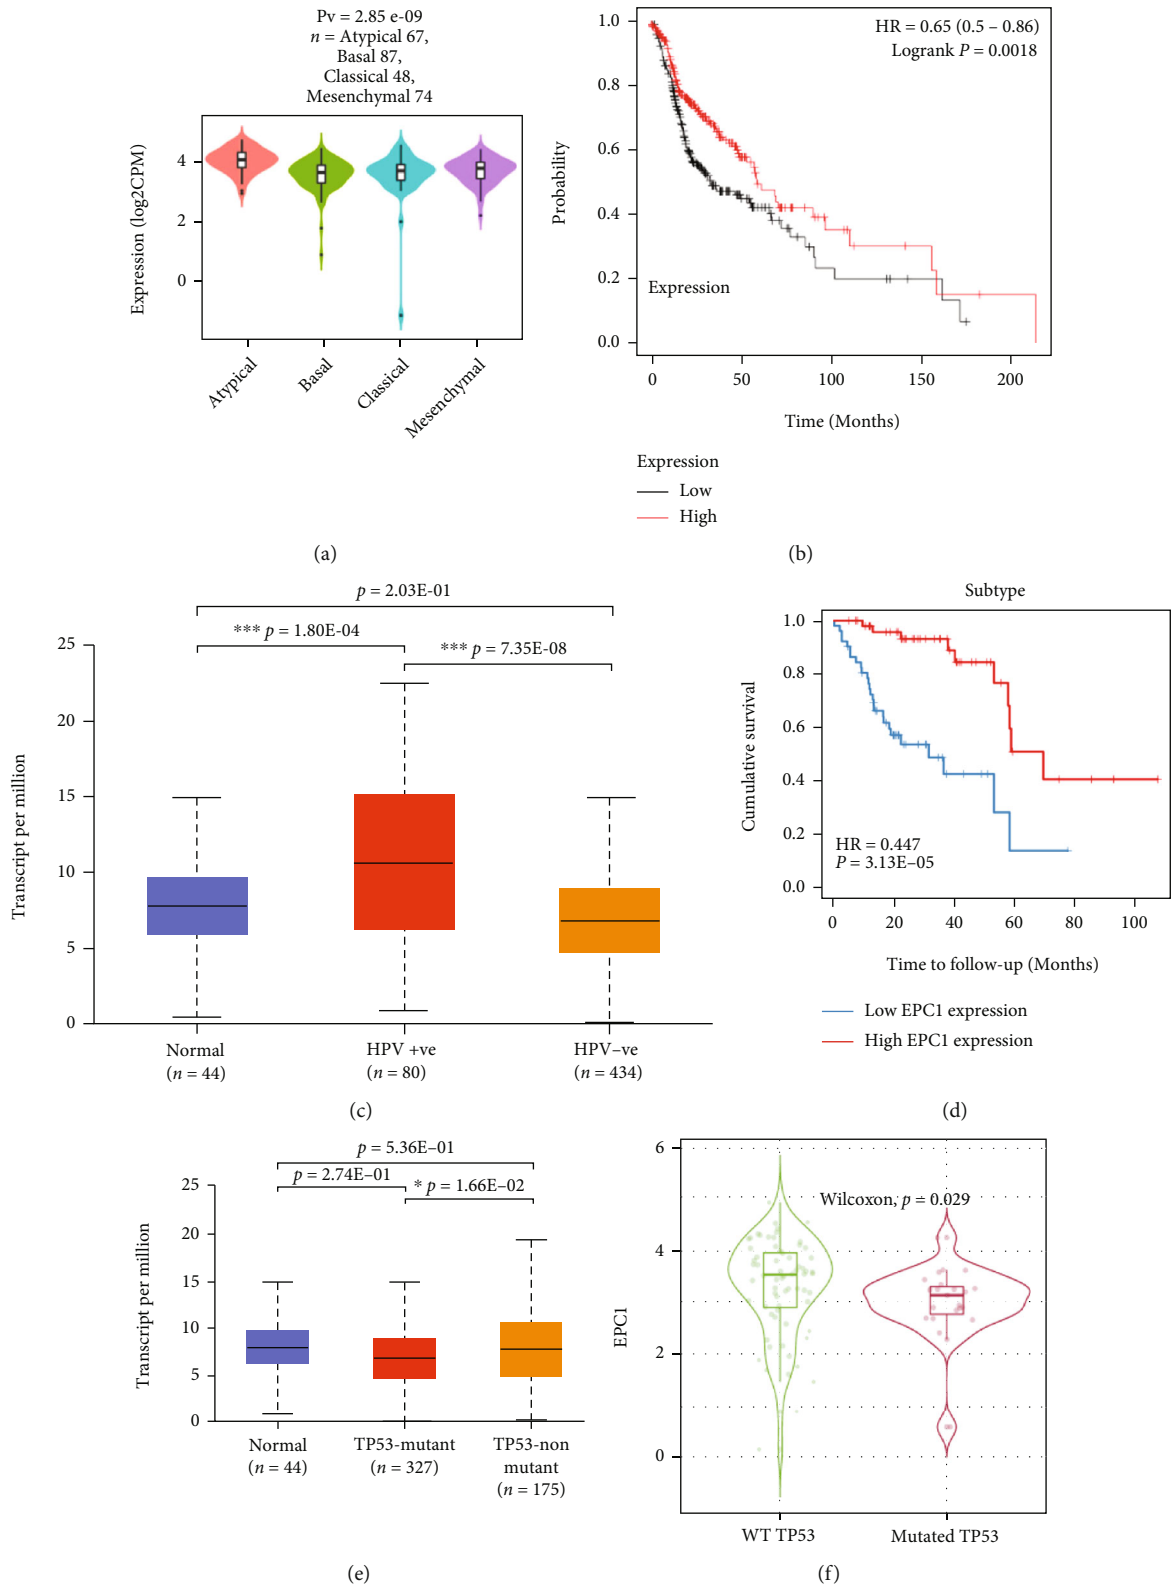 Pv = 2.85 e-09
n = Atypical 67,
Basal 87,
Classical 48,
Mesenchymal 74
Expression (log2CPM)
4
2
0
Atypical
Basal
Classical
Mesenchymal
(a)
HR = 0.65 (0.5 – 0.86)
Logrank P = 0.0018
Probability
1.0
0.8
0.6
0.4
0.2
0.0
Expression
0 50 100 150 200
Time (Months)
Expression
Low
High
(b)
p = 2.03E-01
*** p = 1.80E-04
*** p = 7.35E-08
Transcript per million
25
20
15
10
5
0
Normal
(n = 44)
HPV +ve
(n = 80)
HPV–ve
(n = 434)
(c)
Subtype
Cumulative survival
1.0
0.8
0.6
0.4
0.2
0.0
HR = 0.447
P = 3.13E–05
0 20 40 60 80 100
Time to follow-up (Months)
Low EPC1 expression
High EPC1 expression
(d)
p = 5.36E–01
p = 2.74E–01
* p = 1.66E–02
Transcript per million
25
20
15
10
5
0
Normal
(n = 44)
TP53-mutant
(n = 327)
TP53-non
mutant
(n = 175)
(e)
Wilcoxon, p = 0.029
EPC1
6
4
2
0
WT TP53
Mutated TP53
(f)